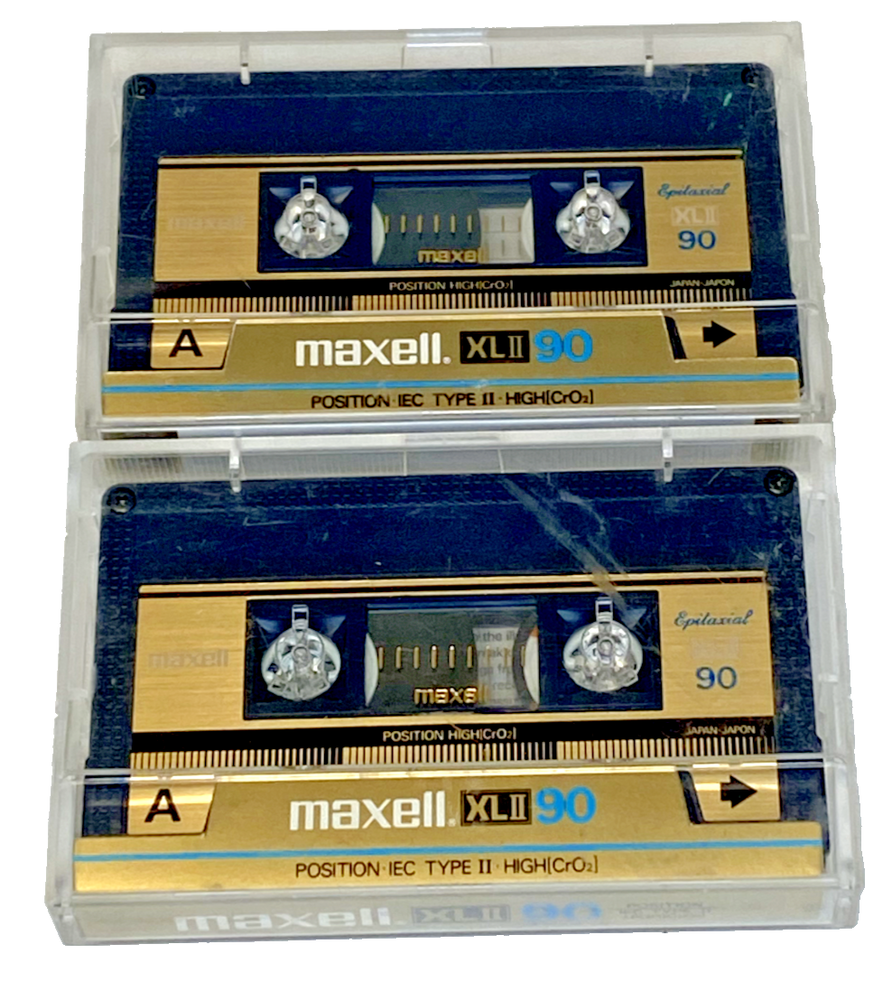 Epitaxial
maxell XLII
90
maxell
POSITION HIGH[CrO₂]
JAPAN·JAPON
A maxell. XLII 90
POSITION·IEC TYPE II·HIGH[CrO₂]
Epitaxial
maxell
90
maxell
POSITION HIGH[CrO₂]
JAPAN·JAPON
A maxell. XLII 90
POSITION·IEC TYPE II·HIGH[CrO₂]
maxell. XLII 90